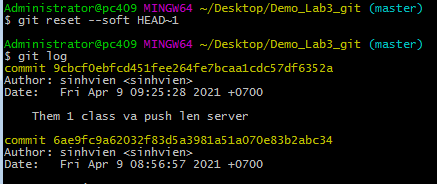 Administrator@pc409 MINGW64 ~/Desktop/Demo_Lab3_git (master)
$ git reset --soft HEAD~1
Administrator@pc409 MINGW64 ~/Desktop/Demo_Lab3_git (master)
$ git log
commit 9cbcf0ebfcd451fee264fe7bcaa1cdc57df6352a
Author: sinhvien <sinhvien>
Date:   Fri Apr 9 09:25:28 2021 +0700
    Them 1 class va push len server
commit 6ae9fc9a62032f83d5a3981a51a070e83b2abc34
Author: sinhvien <sinhvien>
Date:   Fri Apr 9 08:56:57 2021 +0700